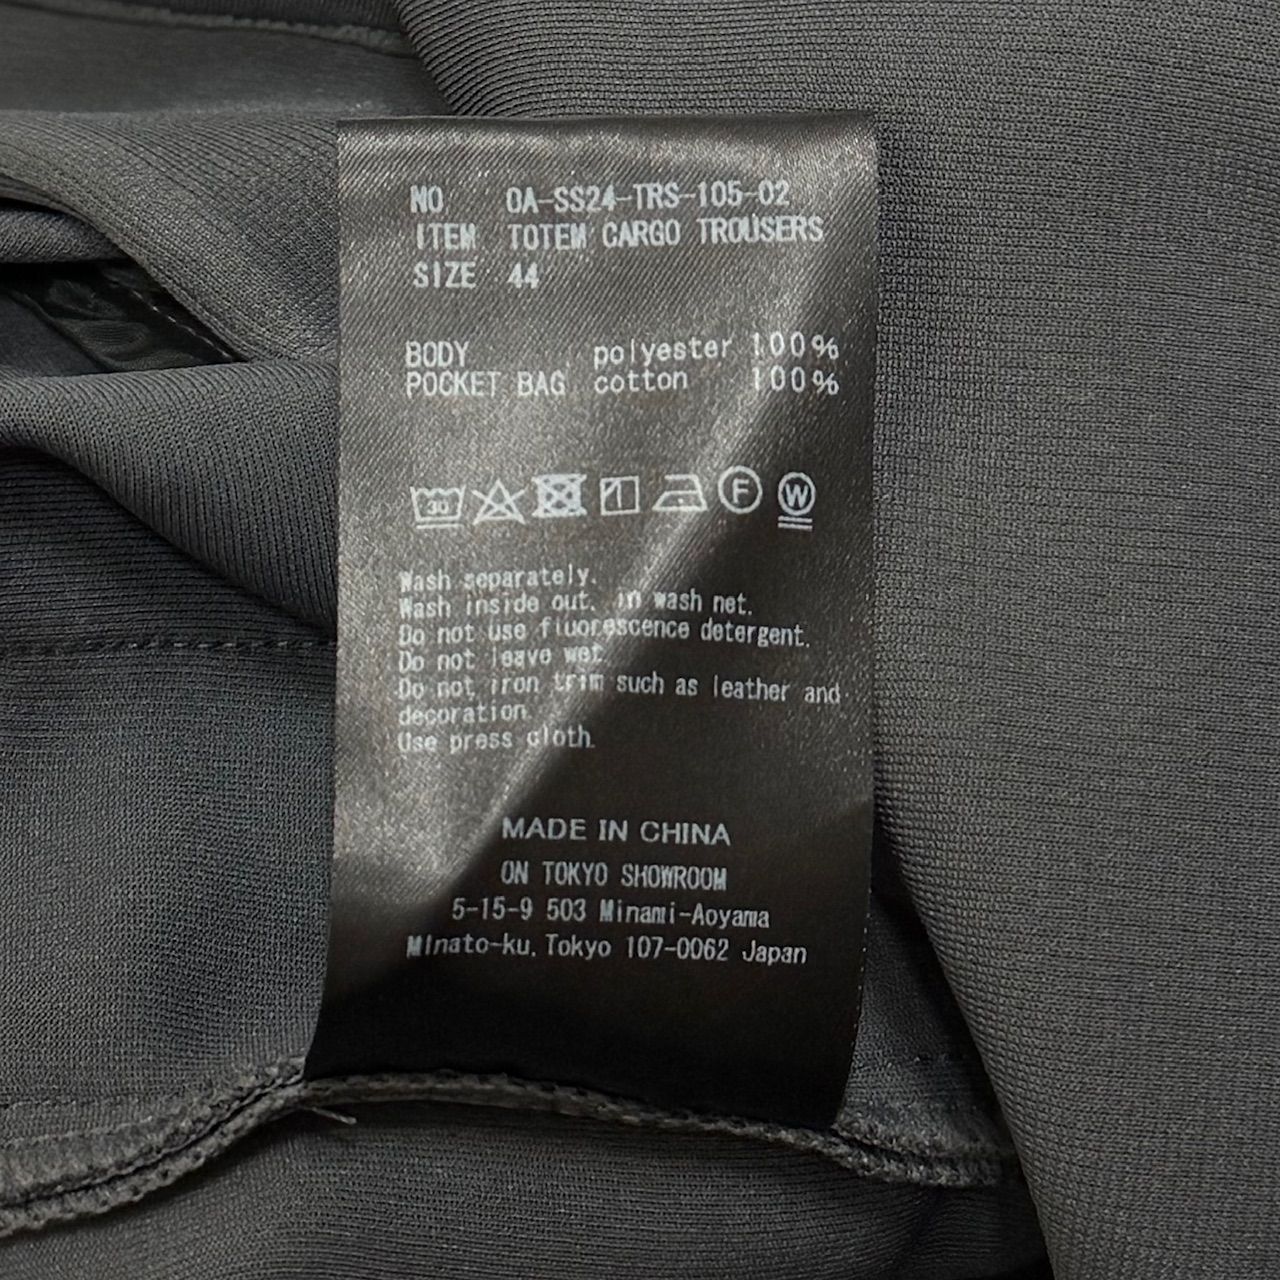 NO OA-SS24-TRS-105-02
ITEM TOTEM CARGO TROUSERS
SIZE 44
BODY polyester 100%
POCKET BAG cotton 100%
30 F W
Wash separately.
Wash inside out, in wash net.
Do not use fluorescence detergent.
Do not leave wet.
Do not iron trim such as leather and
decoration.
Use press cloth.
MADE IN CHINA
ON TOKYO SHOWROOM
5-15-9 503 Minami-Aoyama
Minato-ku, Tokyo 107-0062 Japan